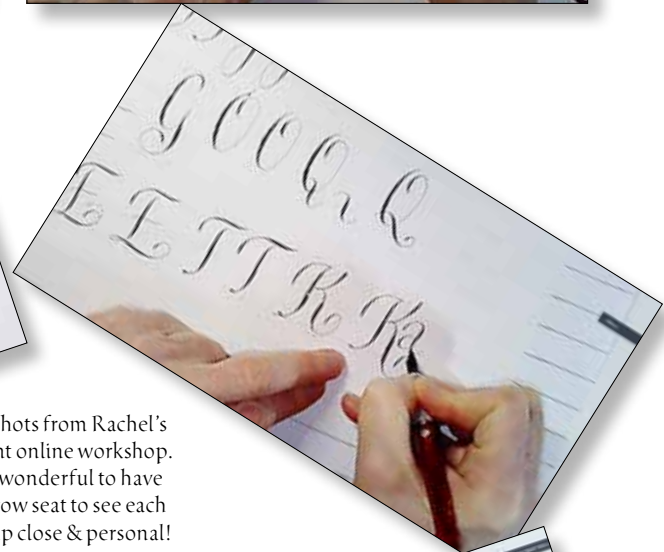 G O O Q Q
E E T T K K
hots from Rachel's
nt online workshop.
wonderful to have
ow seat to see each
p close & personal!